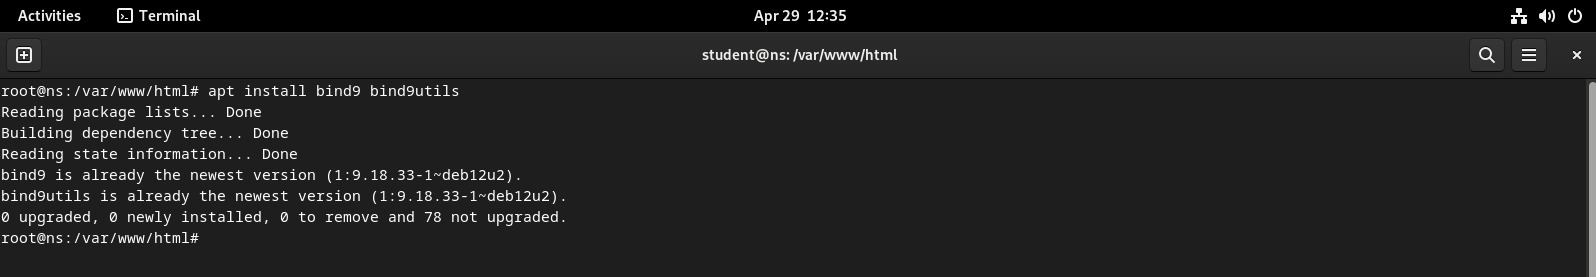 Activities Terminal Apr 29 12:35
student@ns: /var/www/html
root@ns:/var/www/html# apt install bind9 bind9utils
Reading package lists... Done
Building dependency tree... Done
Reading state information... Done
bind9 is already the newest version (1:9.18.33-1~deb12u2).
bind9utils is already the newest version (1:9.18.33-1~deb12u2).
0 upgraded, 0 newly installed, 0 to remove and 78 not upgraded.
root@ns:/var/www/html#